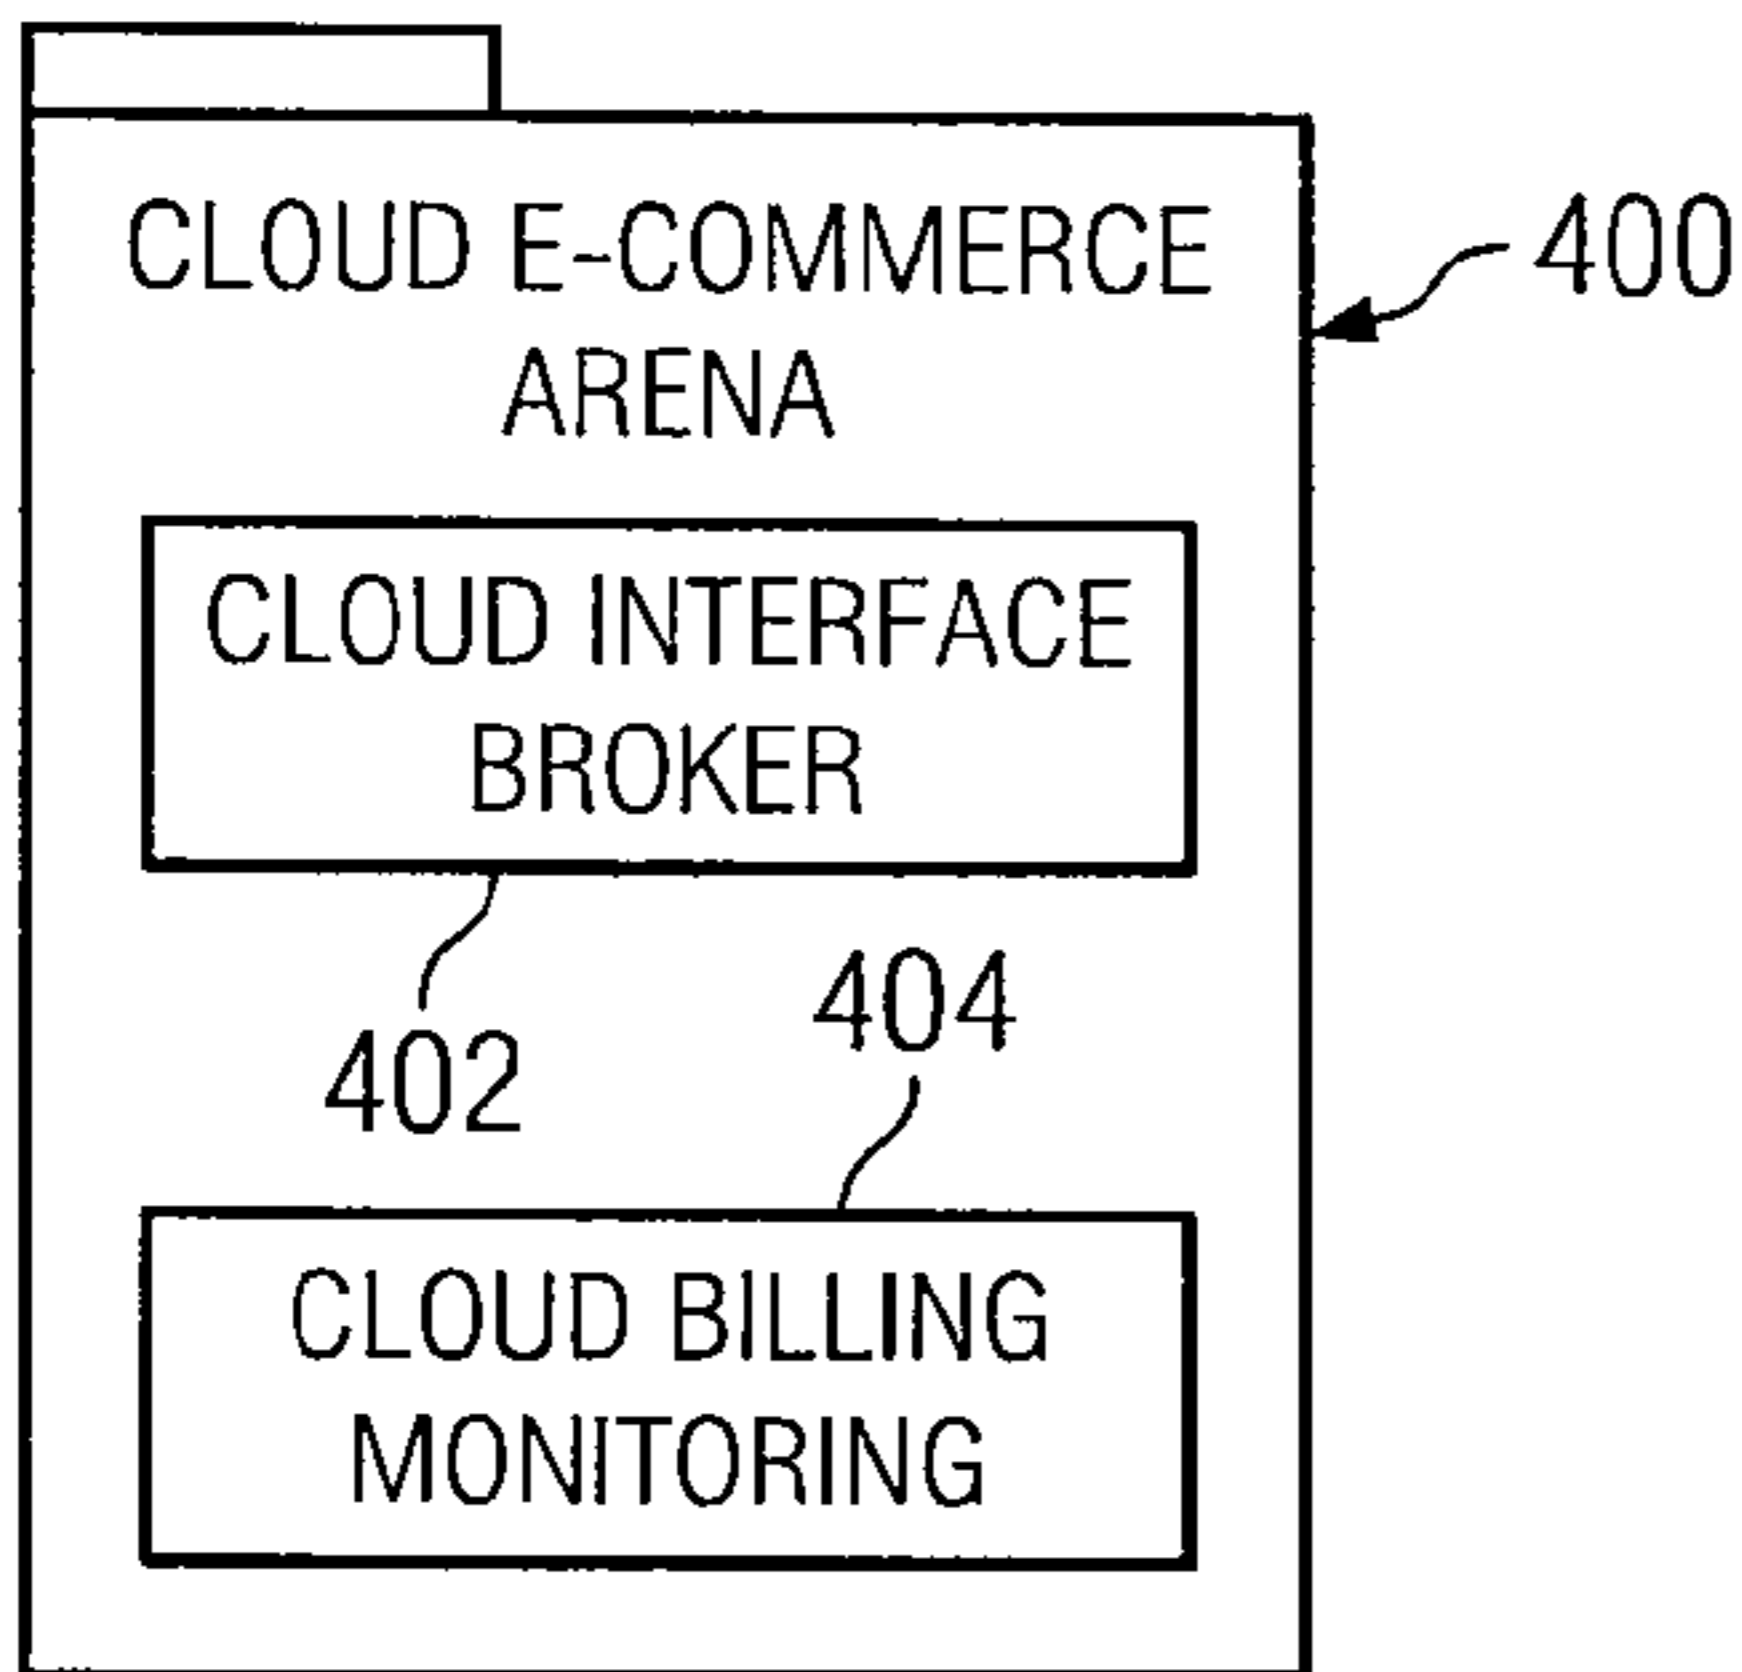 CLOUD E-COMMERCE
ARENA
400
CLOUD INTERFACE
BROKER
402
404
CLOUD BILLING
MONITORING